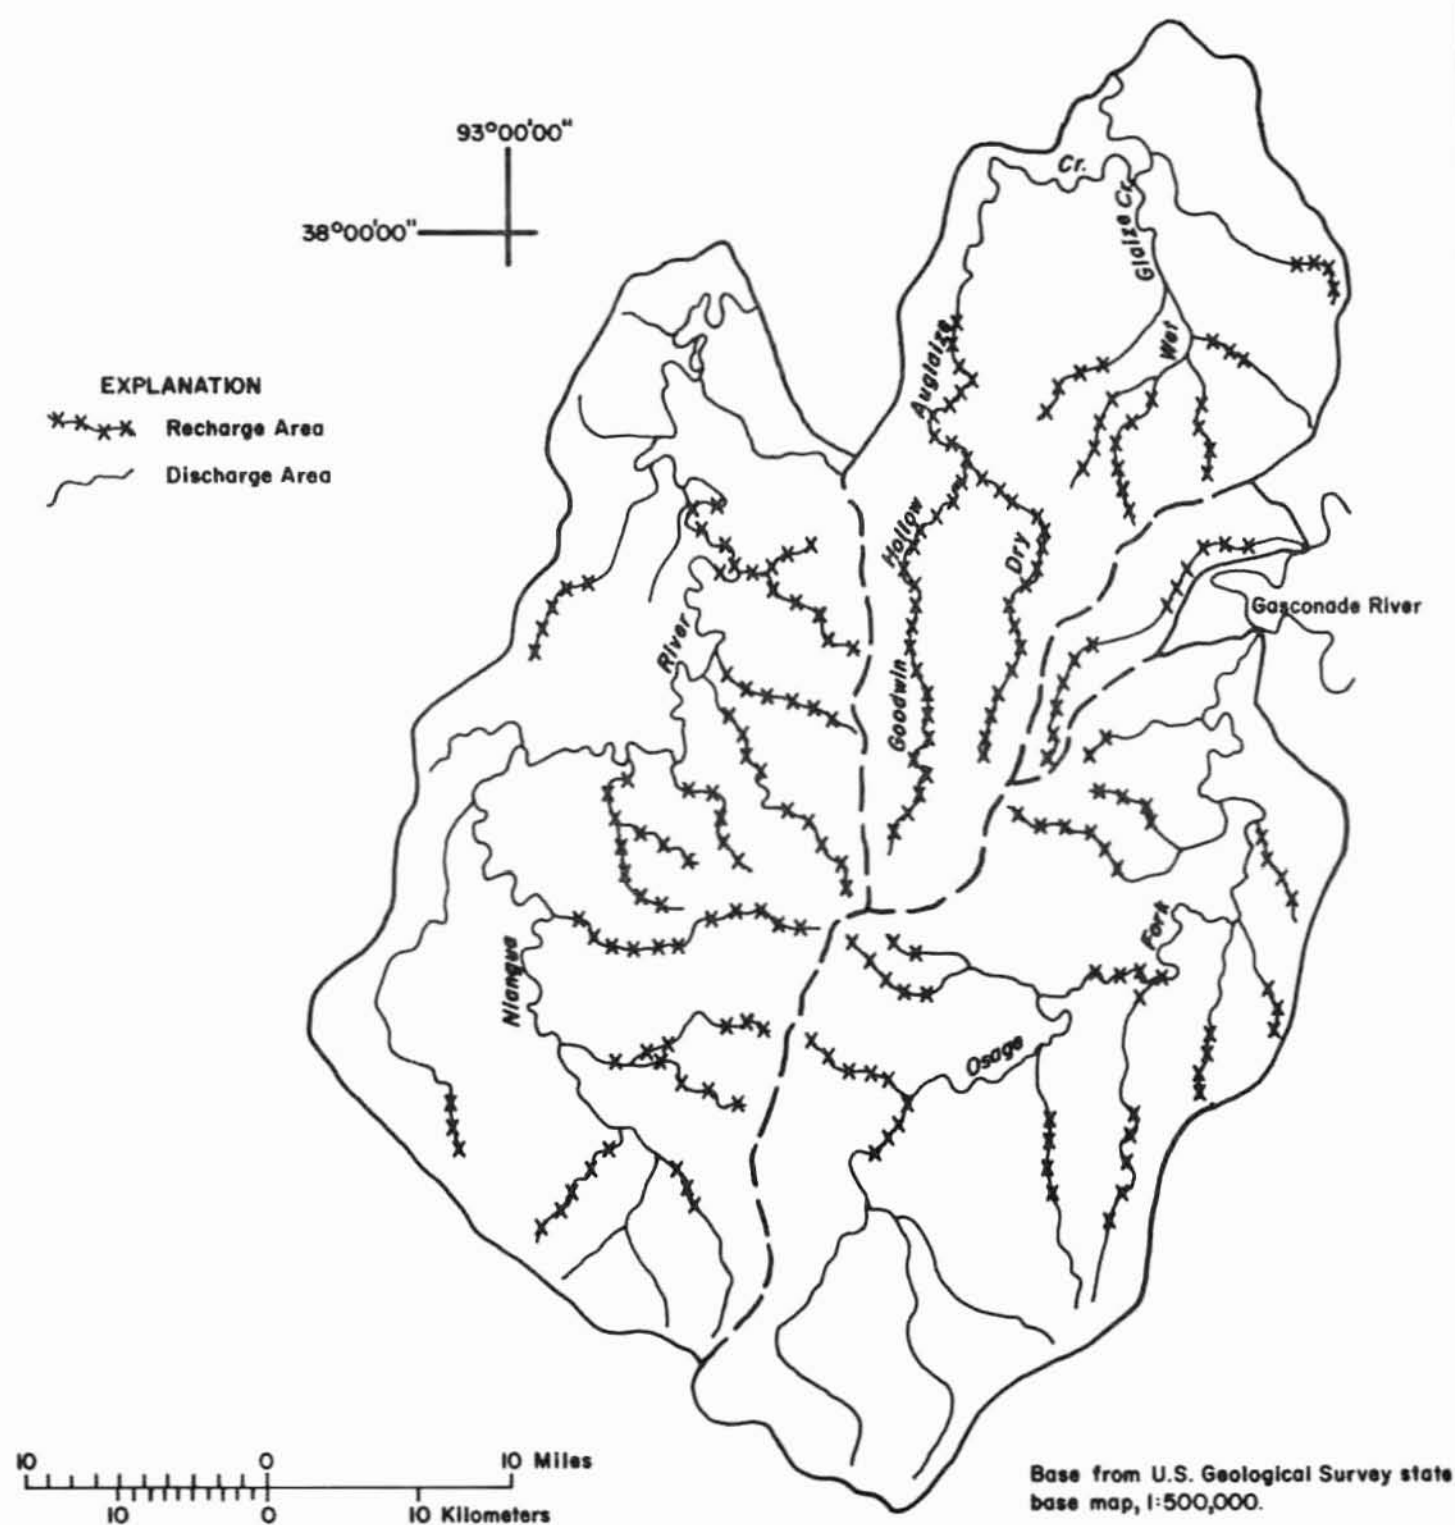 93°00'00"
38°00'00"
EXPLANATION
Recharge Area
Discharge Area
Cr.
Glaize Cr.
Wet
Auglaize
Hollow
Dry
Goodwin
Gasconade River
River
Niangua
Fork
Osage
10 0 10 Miles
10 0 10 Kilometers
Base from U.S. Geological Survey state
base map, 1:500,000.